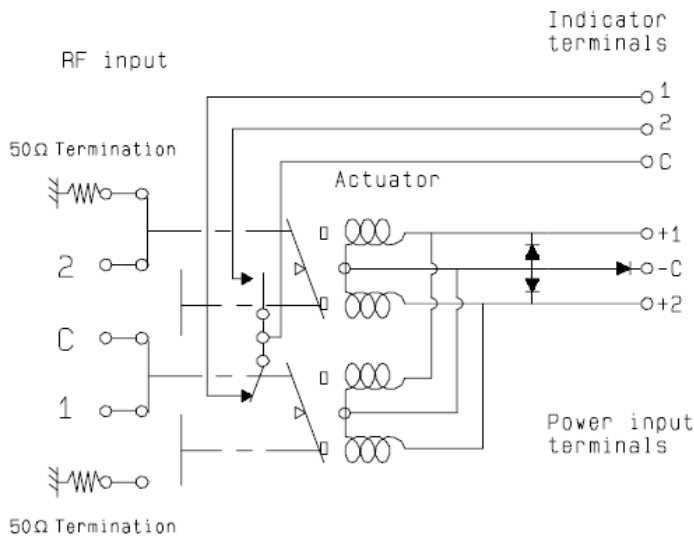 Indicator
terminals
RF input
1
2
50Ω Termination
C
Actuator
+1
2
-C
+2
C
1
Power input
terminals
50Ω Termination